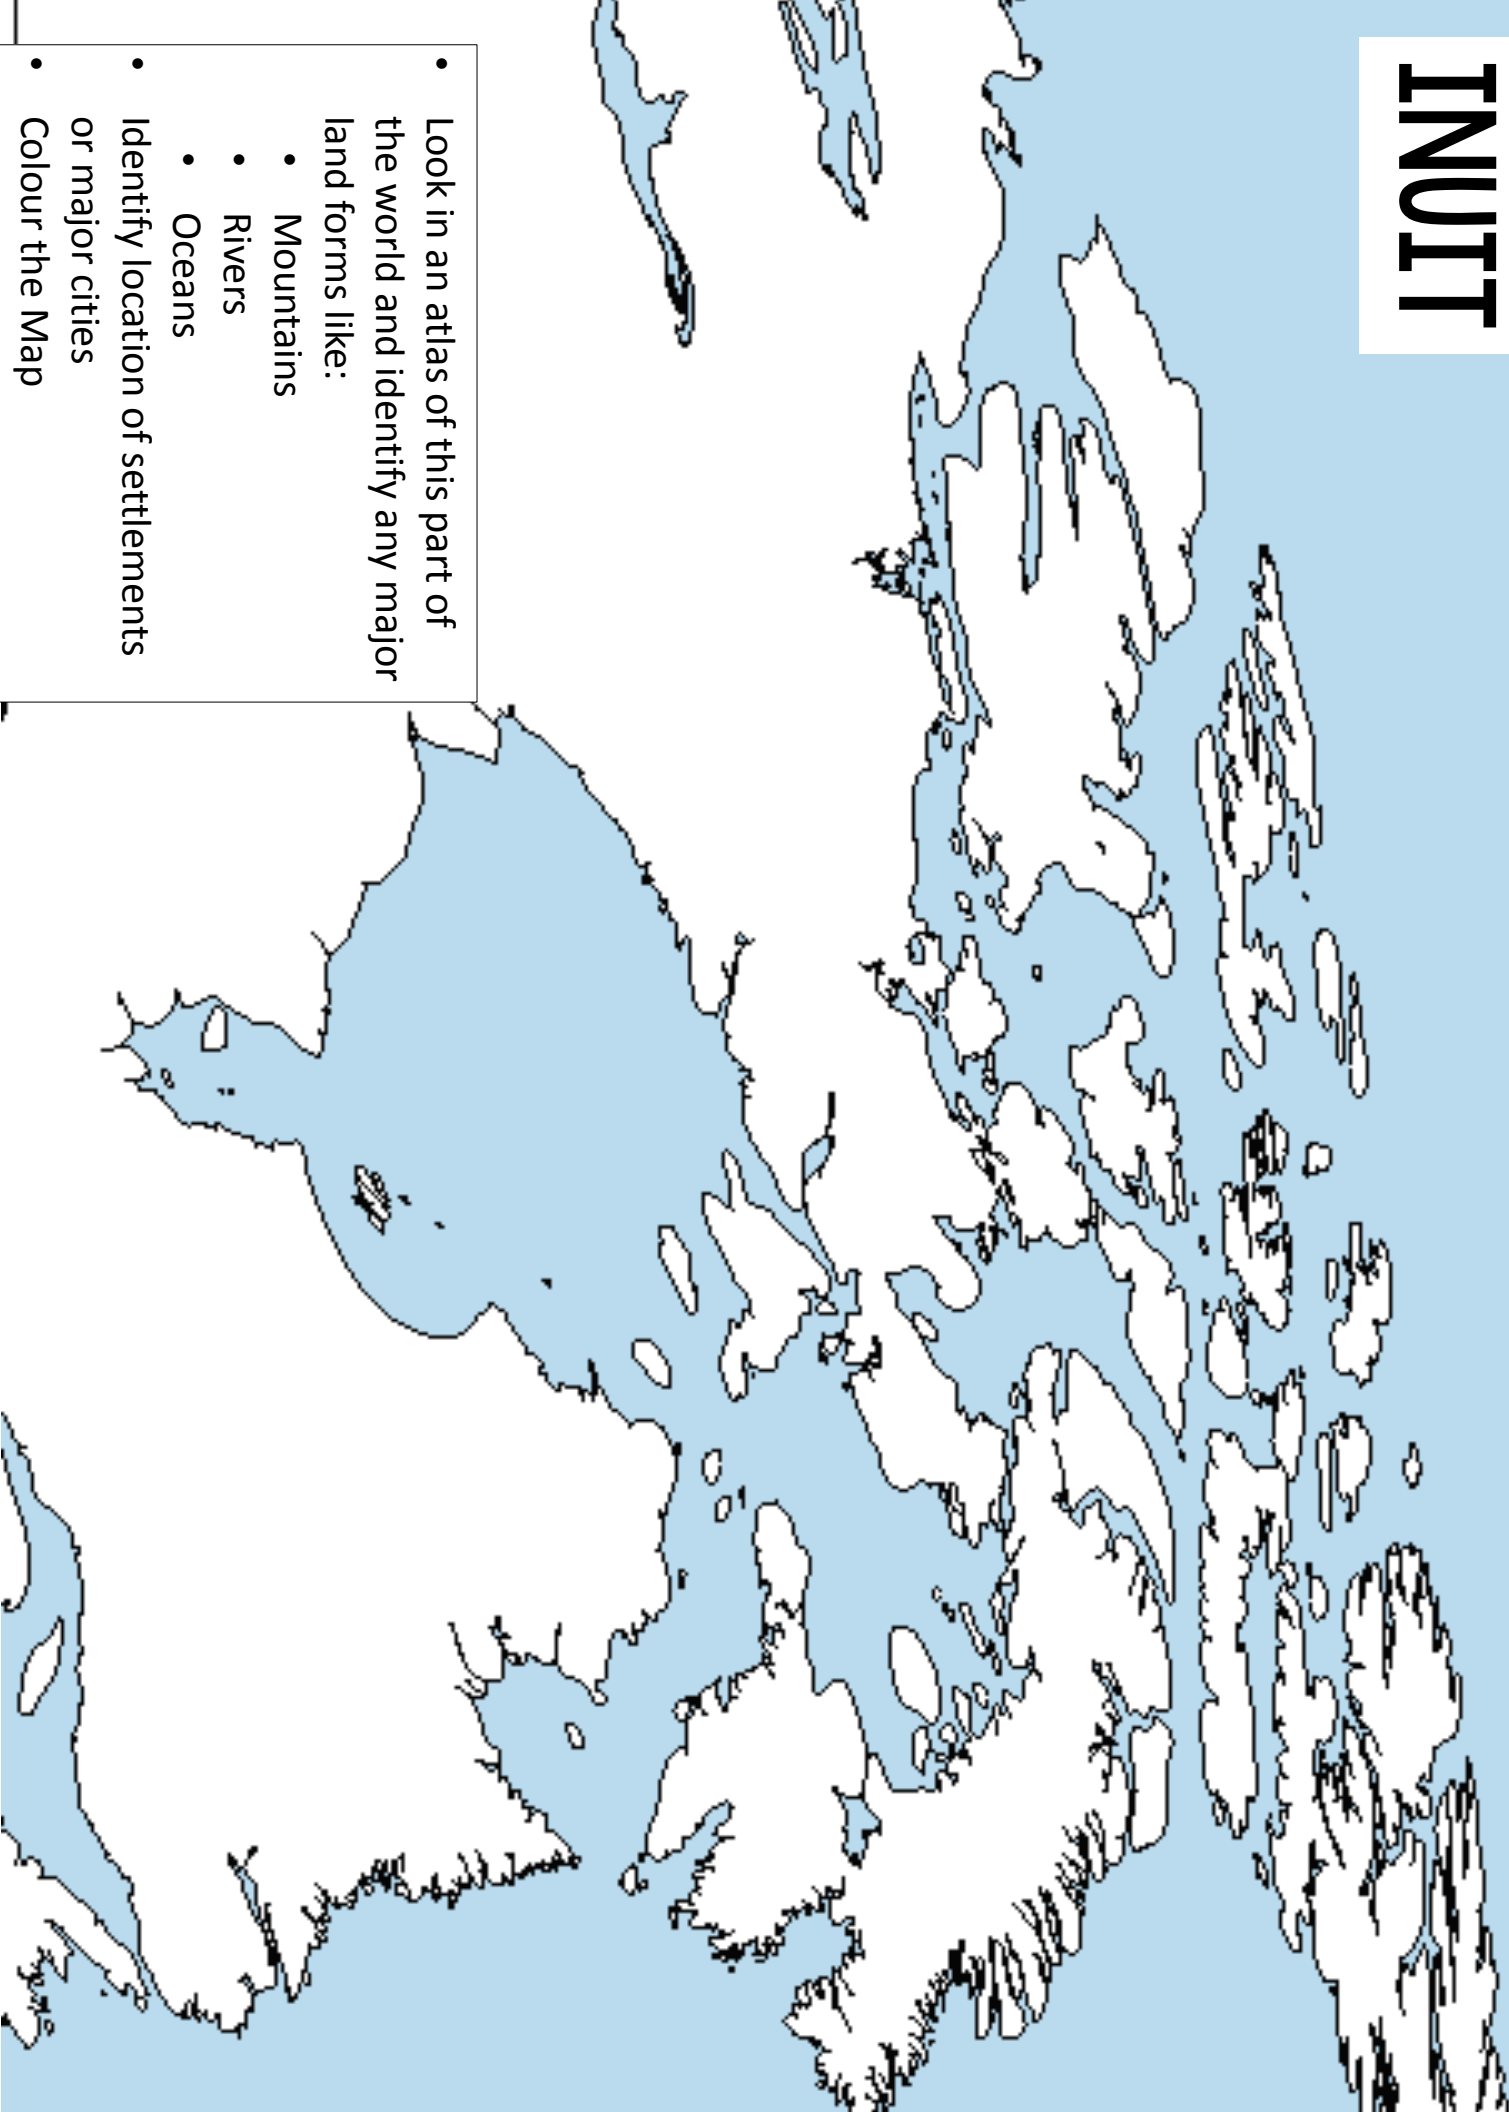 INUIT
• Look in an atlas of this part of
the world and identify any major
land forms like:
• Mountains
• Rivers
• Oceans
• Identify location of settlements
or major cities
• Colour the Map